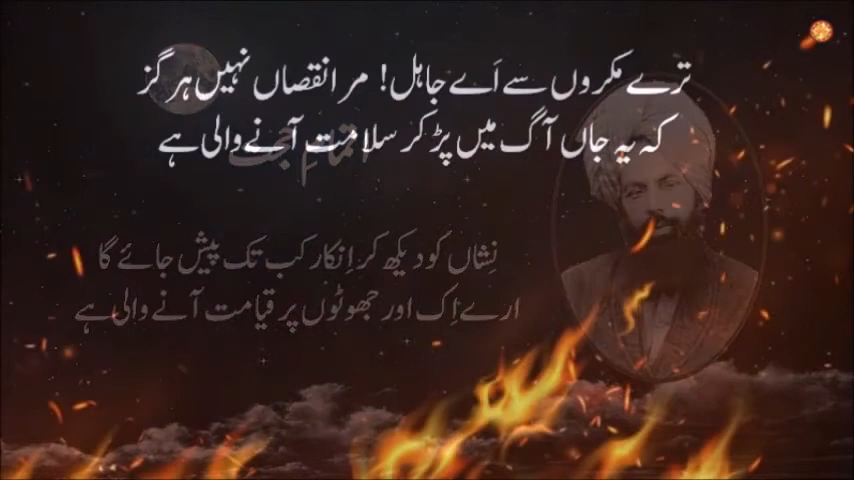 ترے مکروں سے اَے جاہل! مرا نقصاں نہیں ہر گز
کہ یہ جاں آگ میں پڑ کر سلامت آنے والی ہے
اتمامِ حجت
نِشاں کو دیکھ کر اِنکار کب تک پیش جائے گا
ارے اِک اور جھوٹوں پر قیامت آنے والی ہے